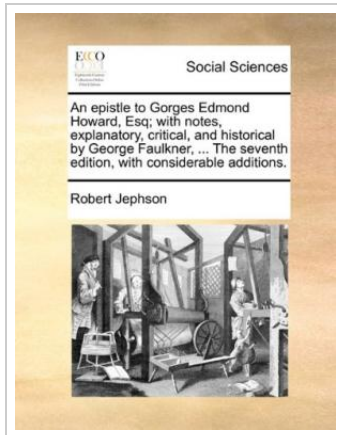 ECCO
Social Sciences
An epistle to Gorges Edmond
Howard, Esq; with notes,
explanatory, critical, and historical
by George Faulkner, ... The seventh
edition, with considerable additions.
Robert Jephson